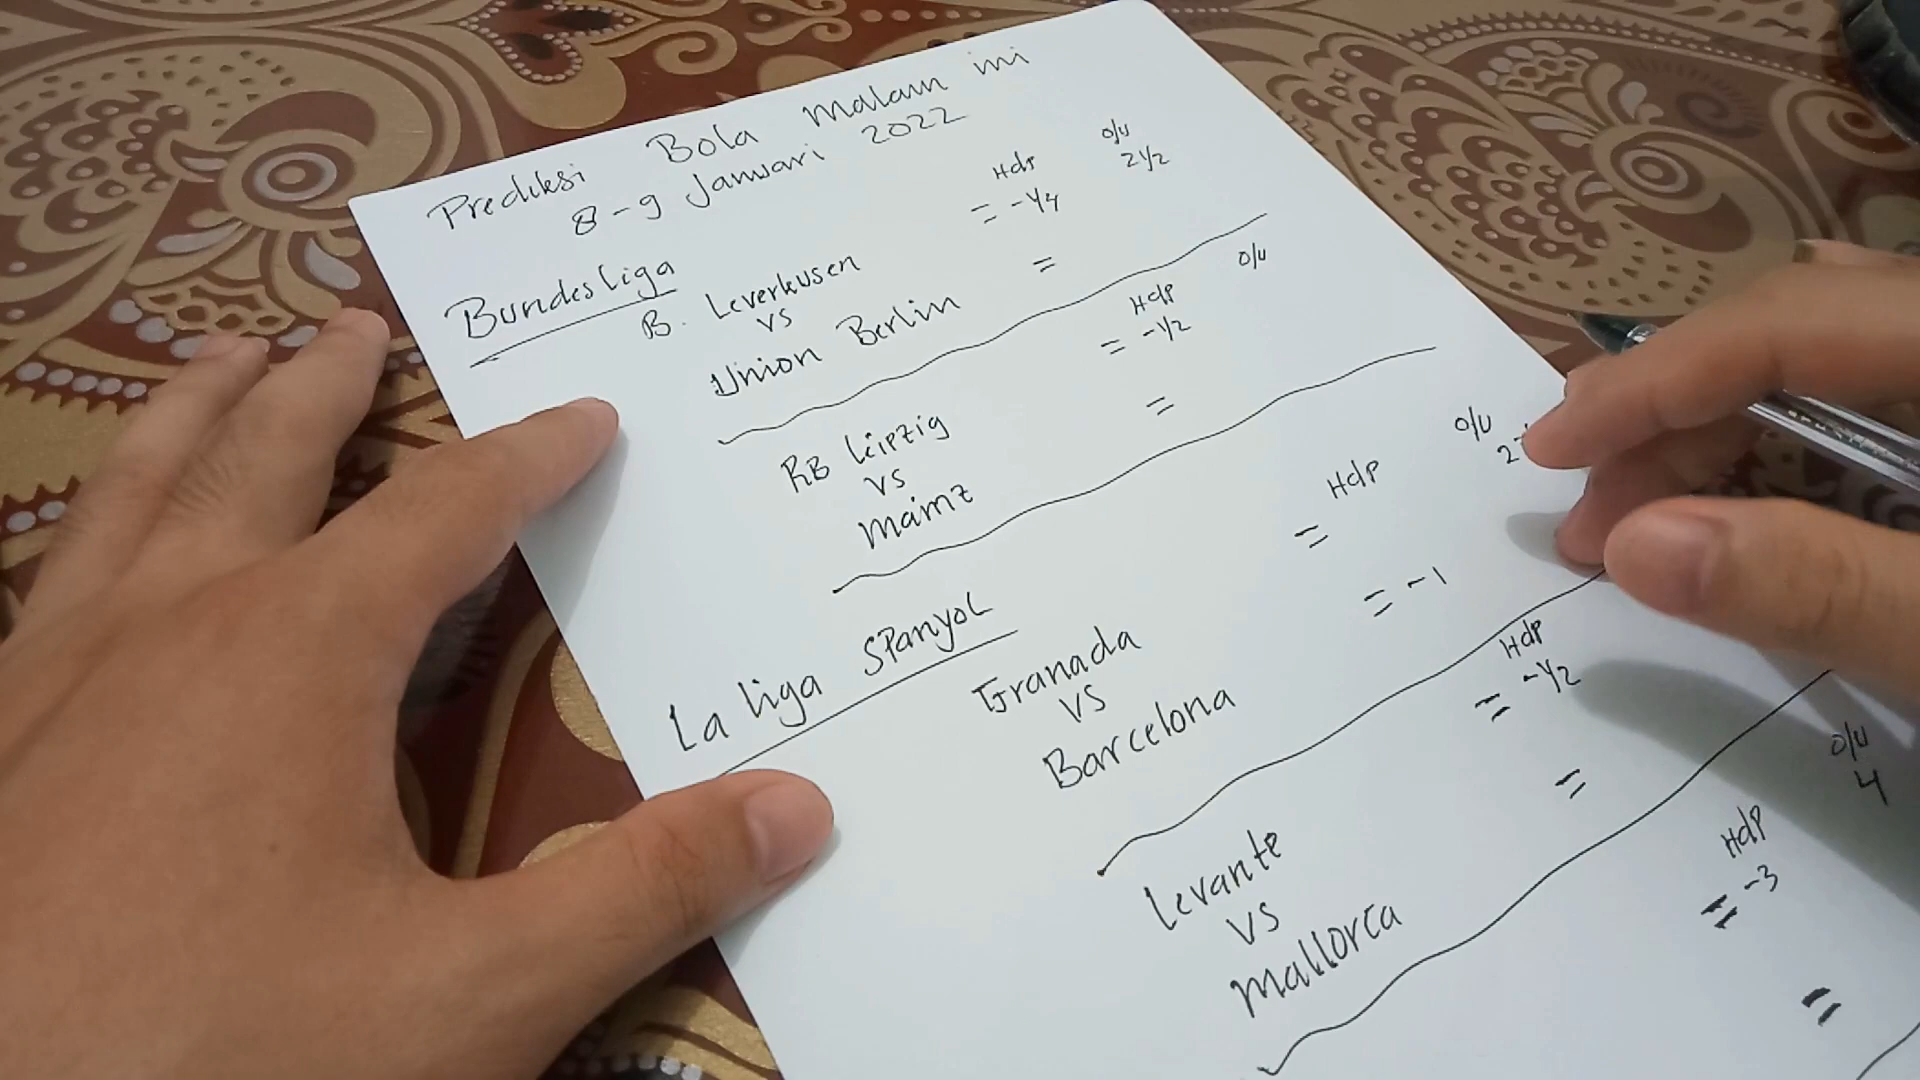 Prediksi Bola Malam ini
8-9 Januari 2022
Bundesliga
Hdp O/U
B. Leverkusen = -1/4 2 1/2
vs
Union Berlin =
Hdp O/U
RB Leipzig = -1/2
vs
Mainz =
La liga Spanyol
Hdp O/U
Granada = 2
vs
Barcelona = -1
Hdp
Levante = -1/2
vs
Mallorca =
Hdp O/U
= -3 4
=